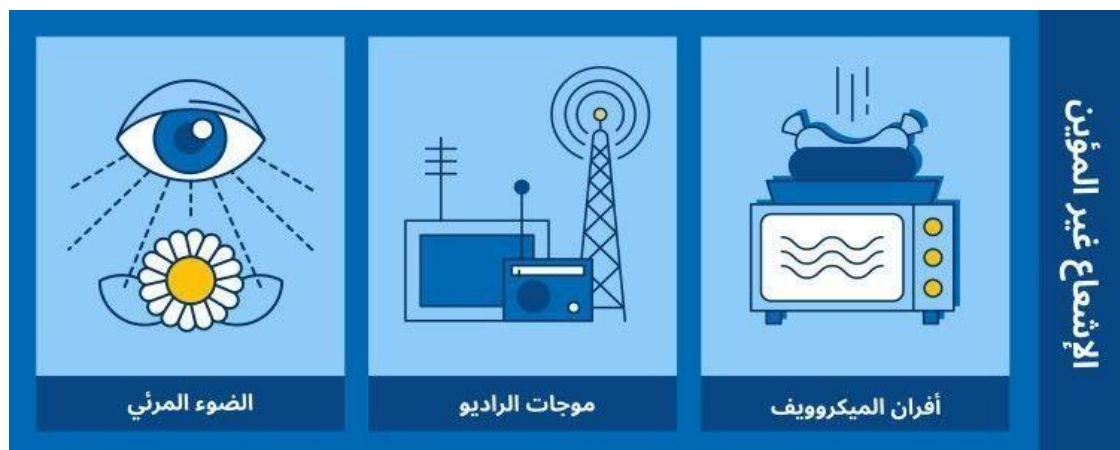 الإشعاع غير المؤين
أفران الميكروويف
موجات الراديو
الضوء المرئي